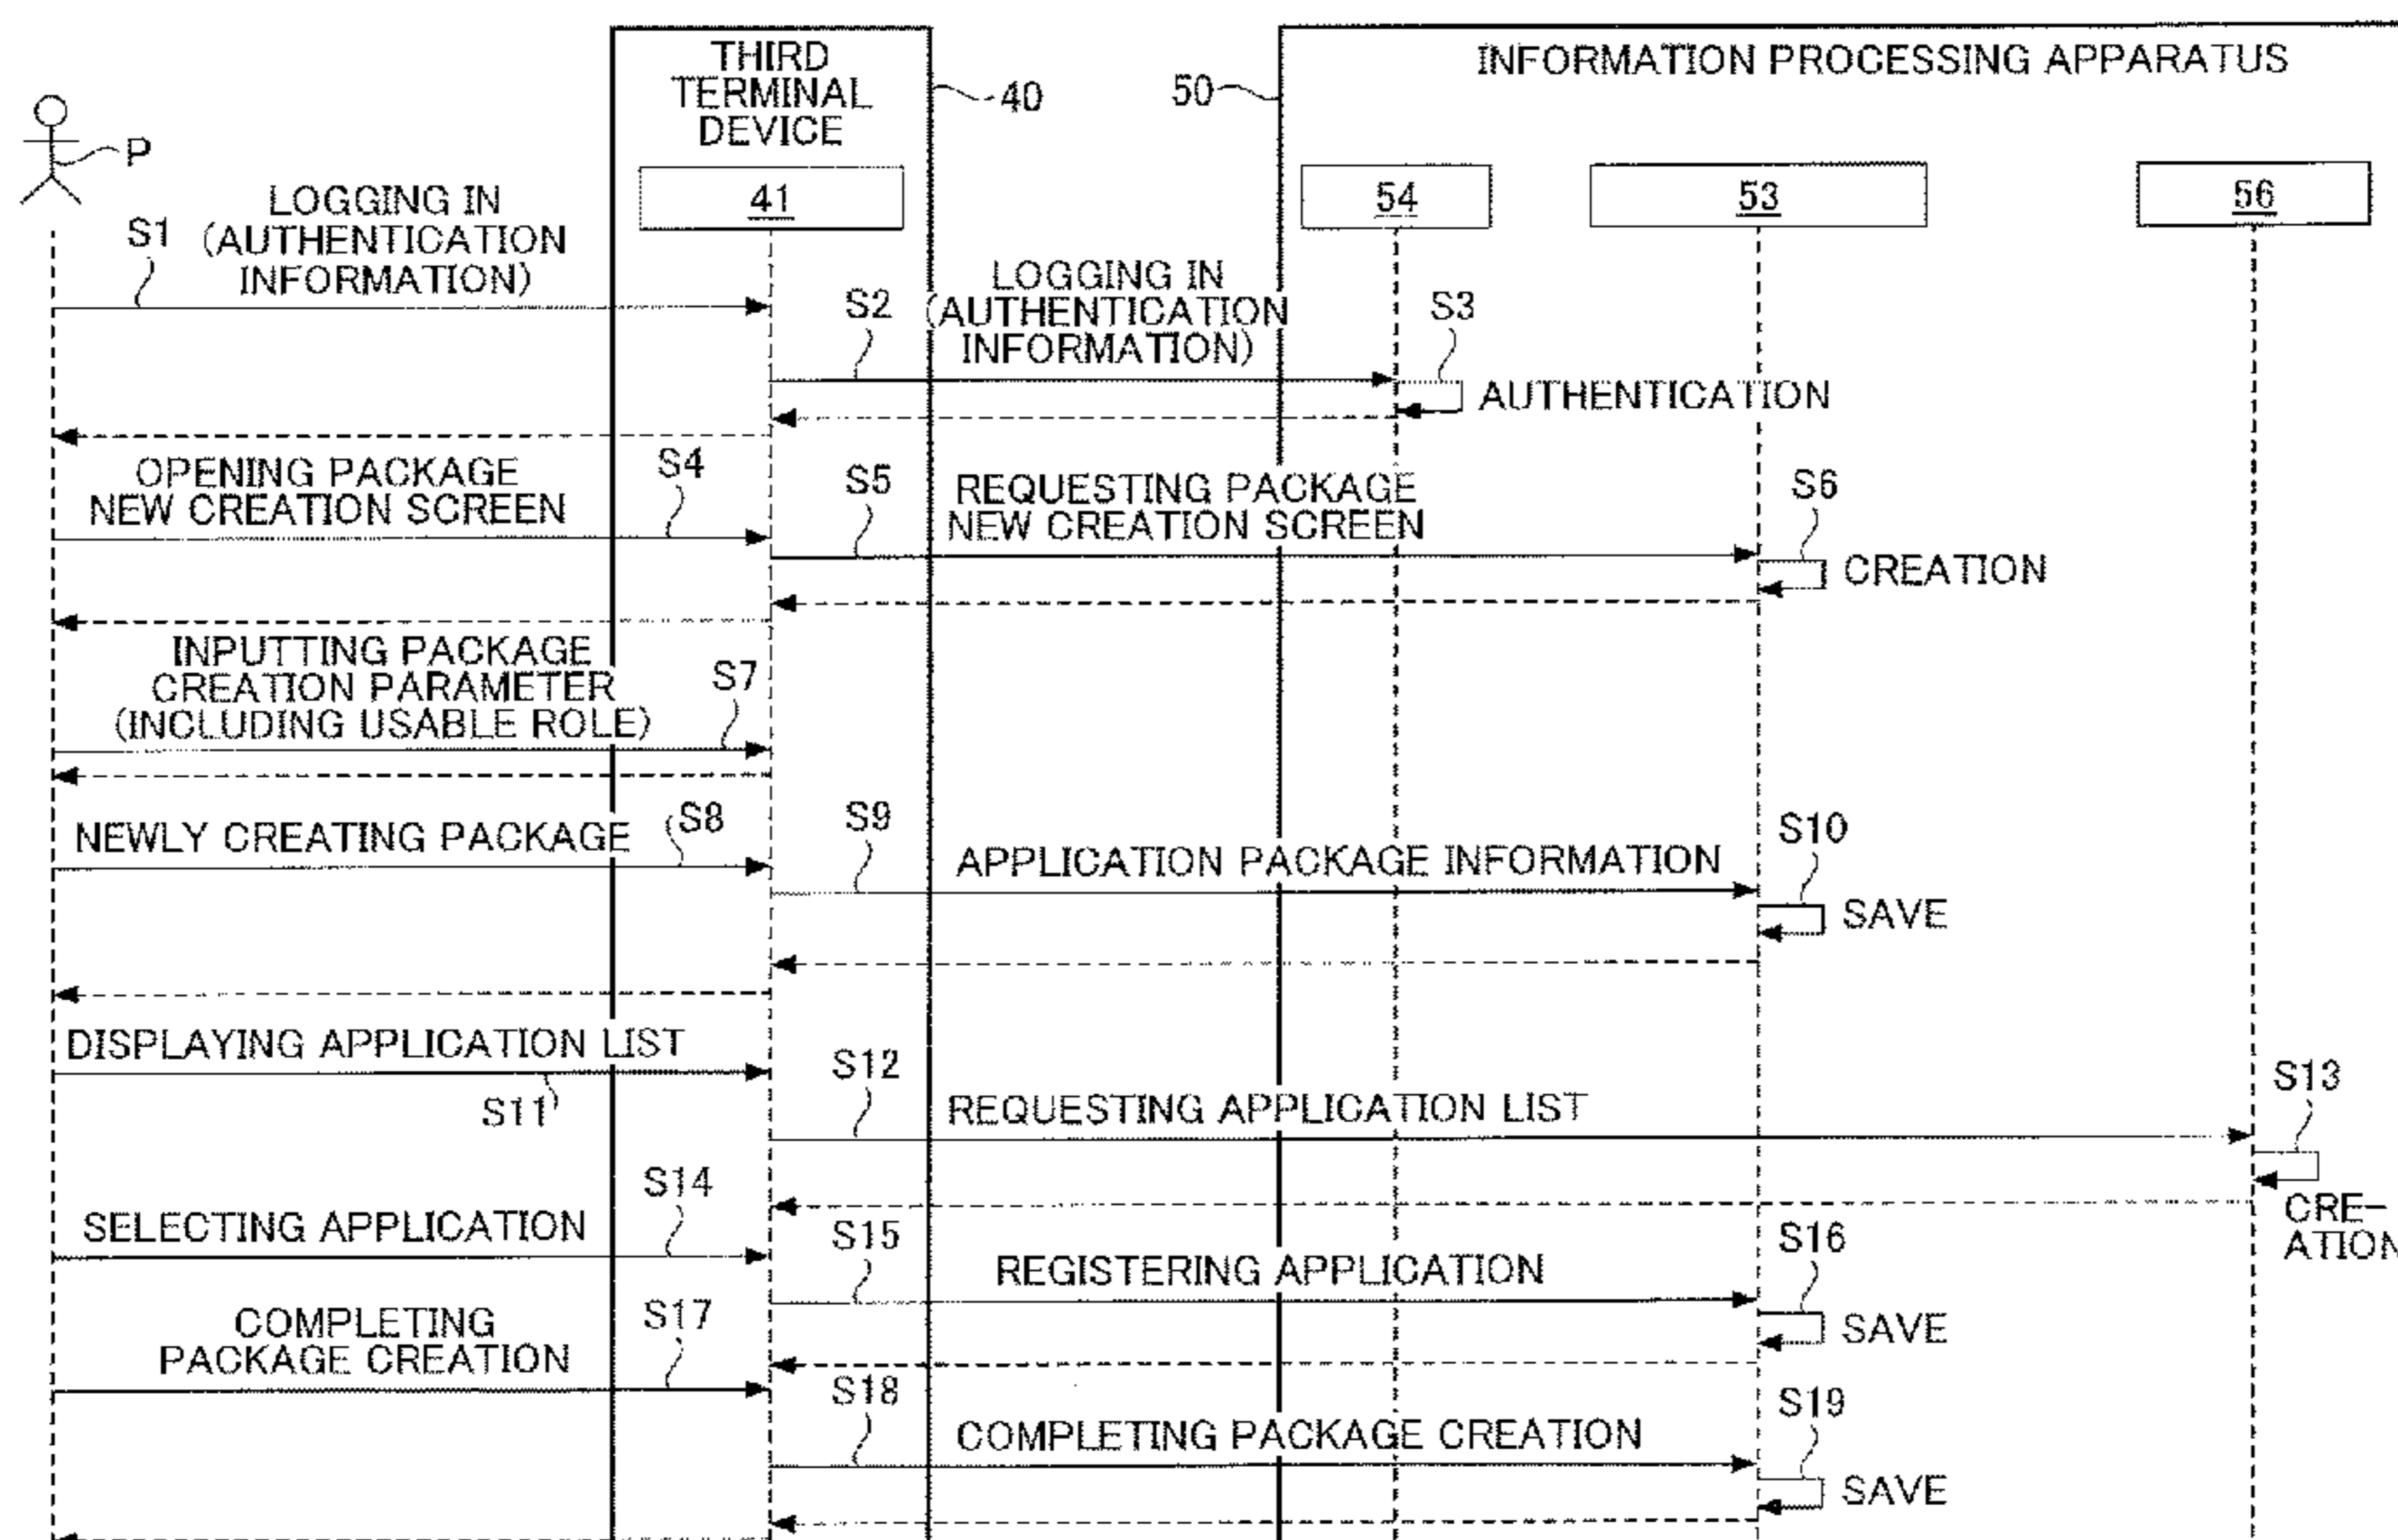 THIRD
TERMINAL
DEVICE
40
50
INFORMATION PROCESSING APPARATUS
P
41
54
53
56
S1
LOGGING IN
(AUTHENTICATION
INFORMATION)
S2
LOGGING IN
(AUTHENTICATION
INFORMATION)
S3
AUTHENTICATION
OPENING PACKAGE
NEW CREATION SCREEN
S4
S5
REQUESTING PACKAGE
NEW CREATION SCREEN
S6
CREATION
INPUTTING PACKAGE
CREATION PARAMETER
(INCLUDING USABLE ROLE)
S7
NEWLY CREATING PACKAGE
S8
S9
APPLICATION PACKAGE INFORMATION
S10
SAVE
DISPLAYING APPLICATION LIST
S11
S12
REQUESTING APPLICATION LIST
S13
CRE-
ATION
SELECTING APPLICATION
S14
S15
REGISTERING APPLICATION
S16
SAVE
COMPLETING
PACKAGE CREATION
S17
S18
COMPLETING PACKAGE CREATION
S19
SAVE